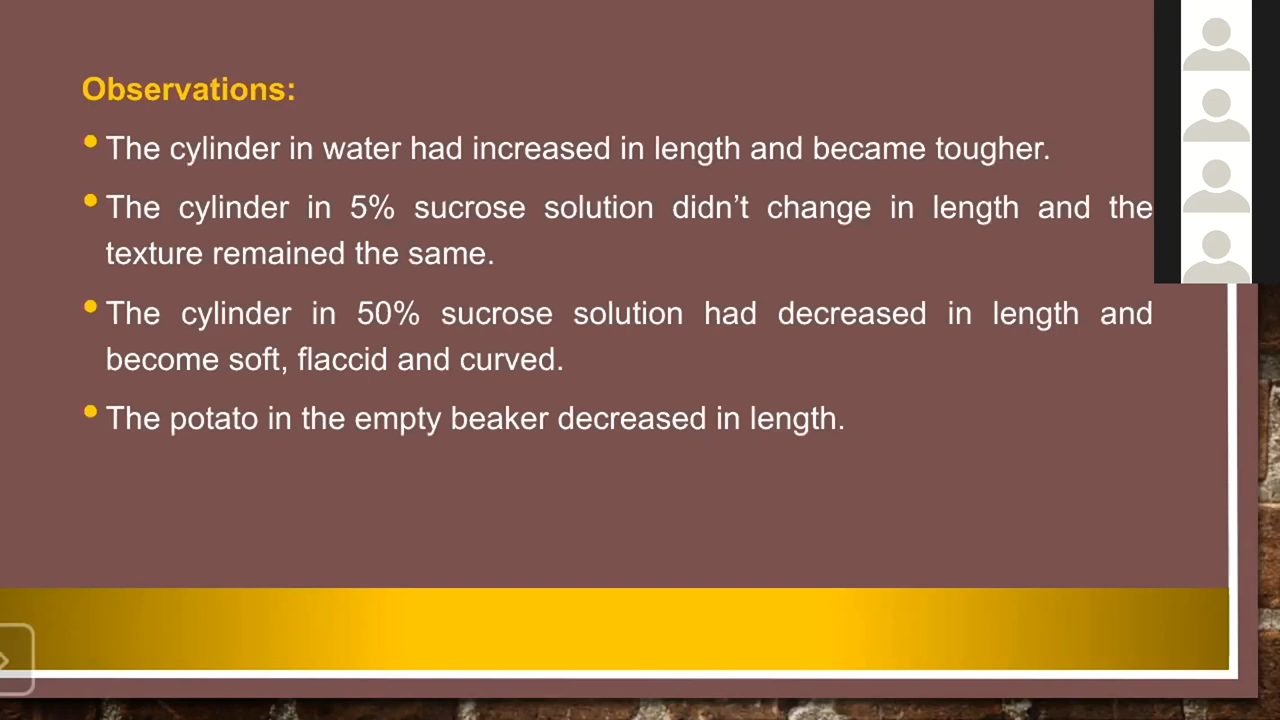 Observations:
• The cylinder in water had increased in length and became tougher.
• The cylinder in 5% sucrose solution didn’t change in length and the
texture remained the same.
• The cylinder in 50% sucrose solution had decreased in length and
become soft, flaccid and curved.
• The potato in the empty beaker decreased in length.